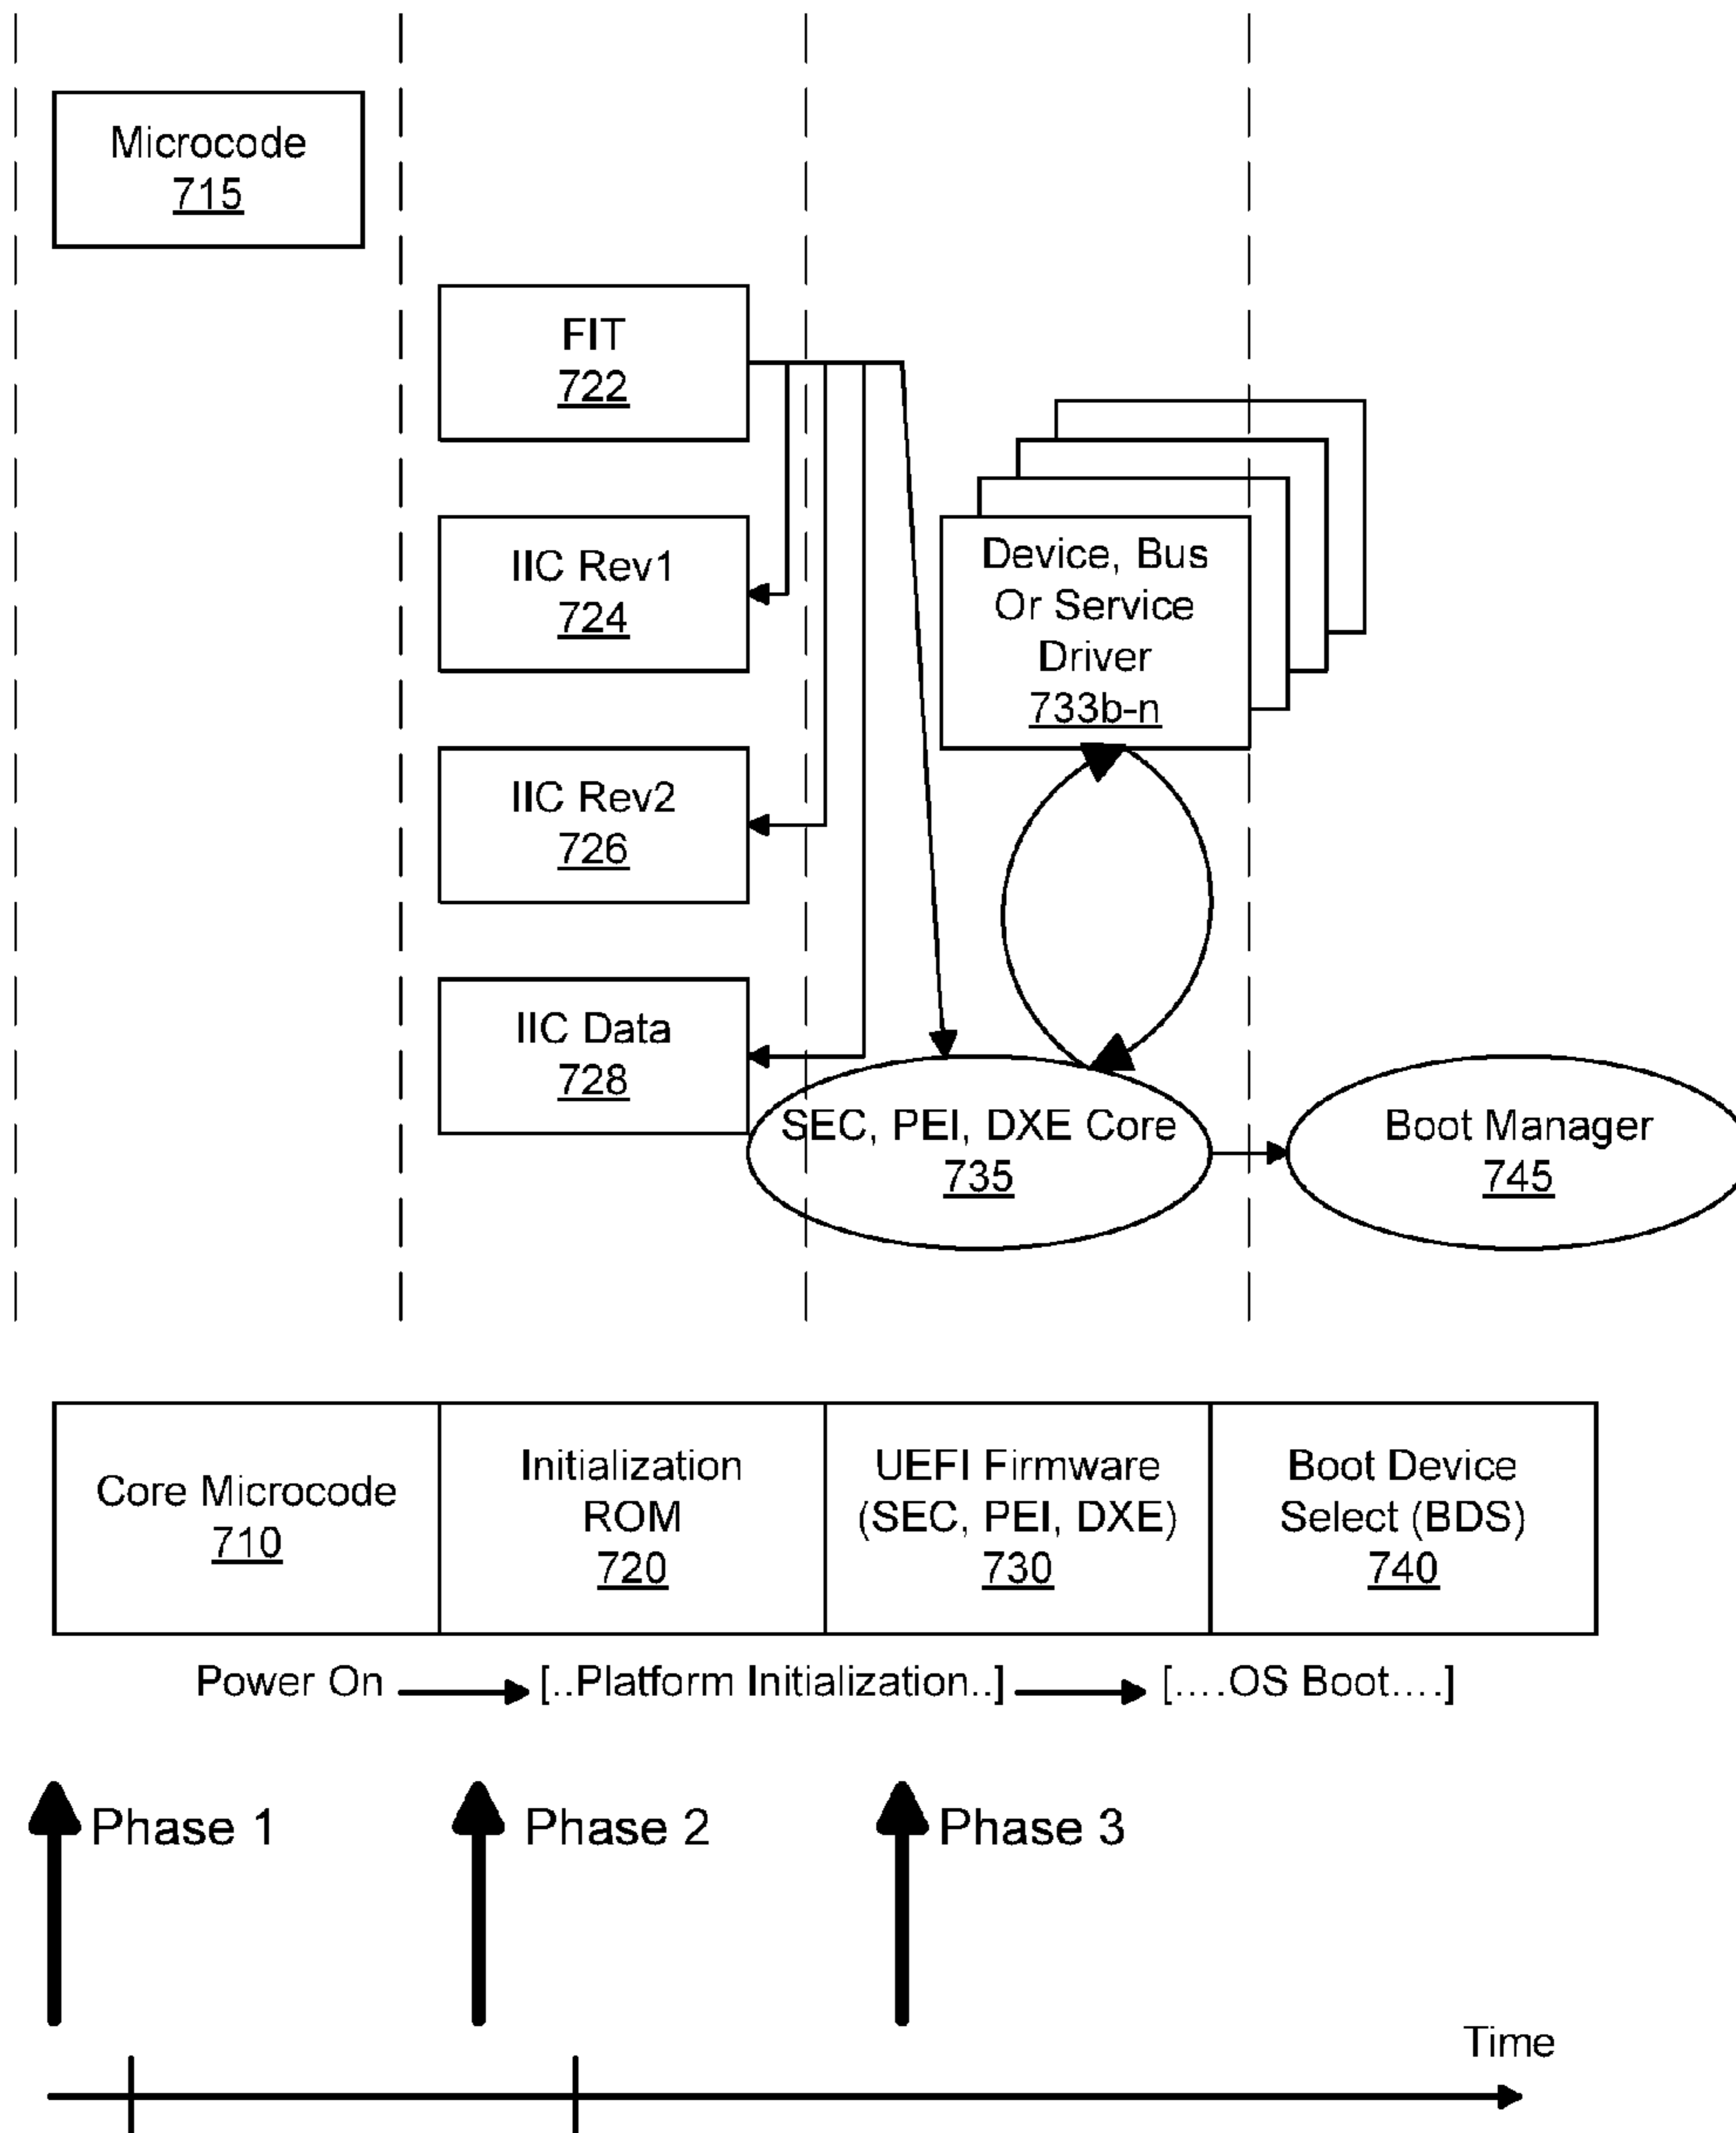 Microcode
715
FIT
722
IIC Rev1
724
Device, Bus
Or Service
Driver
733b-n
IIC Rev2
726
IIC Data
728
SEC, PEI, DXE Core
735
Boot Manager
745
Core Microcode
710
Initialization
ROM
720
UEFI Firmware
(SEC, PEI, DXE)
730
Boot Device
Select (BDS)
740
Power On [..Platform Initialization..] [....OS Boot....]
Phase 1 Phase 2 Phase 3
Time